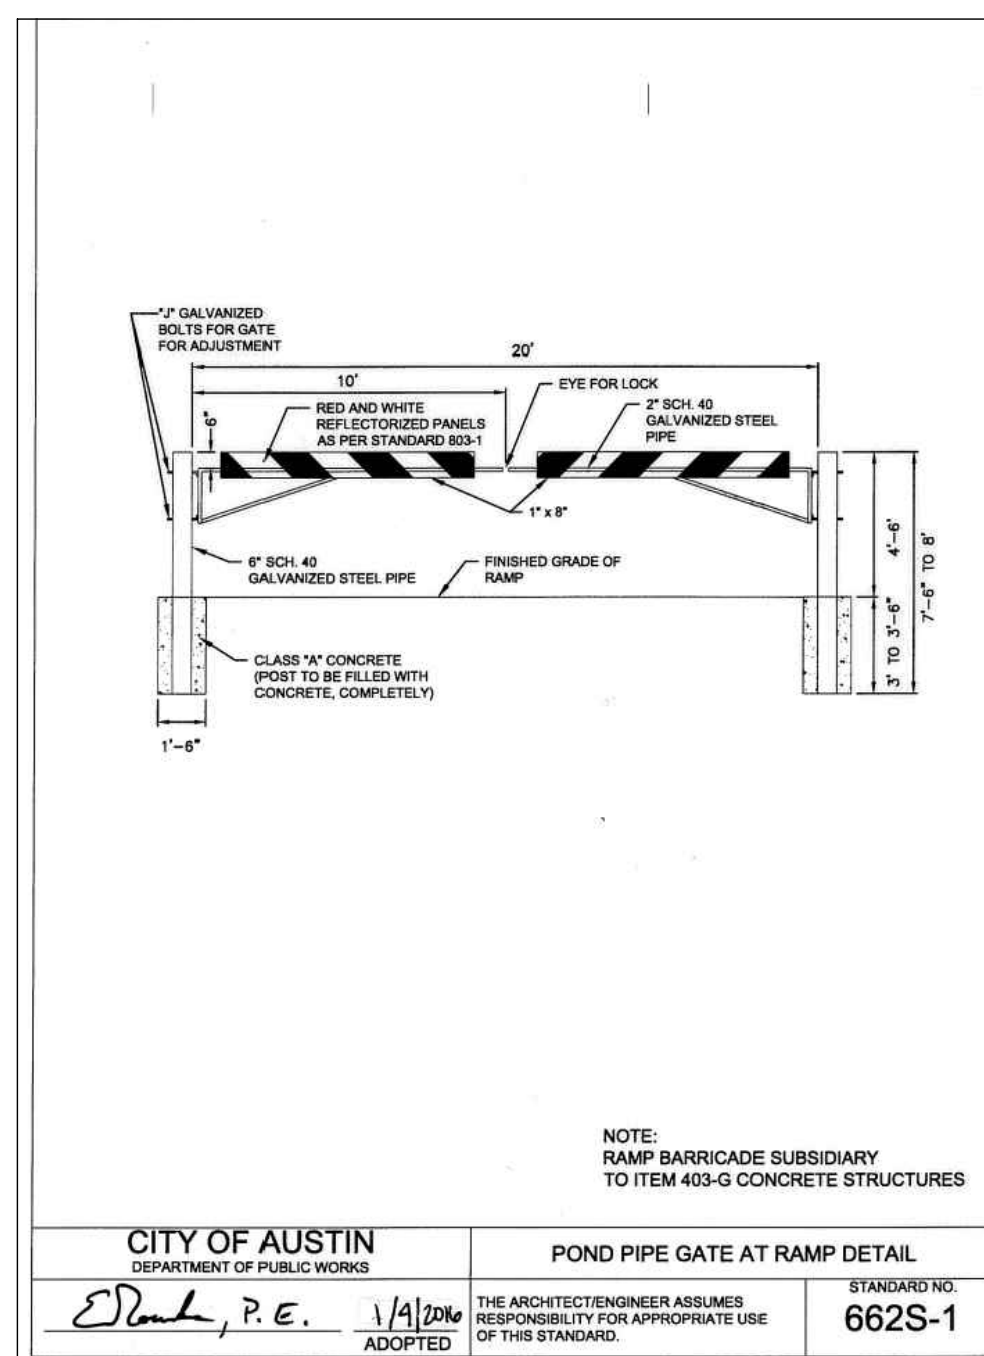 "J" GALVANIZED
BOLTS FOR GATE
FOR ADJUSTMENT
20'
10'
EYE FOR LOCK
6"
RED AND WHITE
REFLECTORIZED PANELS
AS PER STANDARD 803-1
2" SCH. 40
GALVANIZED STEEL
PIPE
1" x 8"
6" SCH. 40
GALVANIZED STEEL PIPE
FINISHED GRADE OF
RAMP
4'-6"
3' TO 3'-6"
7'-6" TO 8'
CLASS "A" CONCRETE
(POST TO BE FILLED WITH
CONCRETE, COMPLETELY)
1'-6"
NOTE:
RAMP BARRICADE SUBSIDIARY
TO ITEM 403-G CONCRETE STRUCTURES
CITY OF AUSTIN
DEPARTMENT OF PUBLIC WORKS
POND PIPE GATE AT RAMP DETAIL
, P. E.
1/4/2016
ADOPTED
THE ARCHITECT/ENGINEER ASSUMES
RESPONSIBILITY FOR APPROPRIATE USE
OF THIS STANDARD.
STANDARD NO.
662S-1